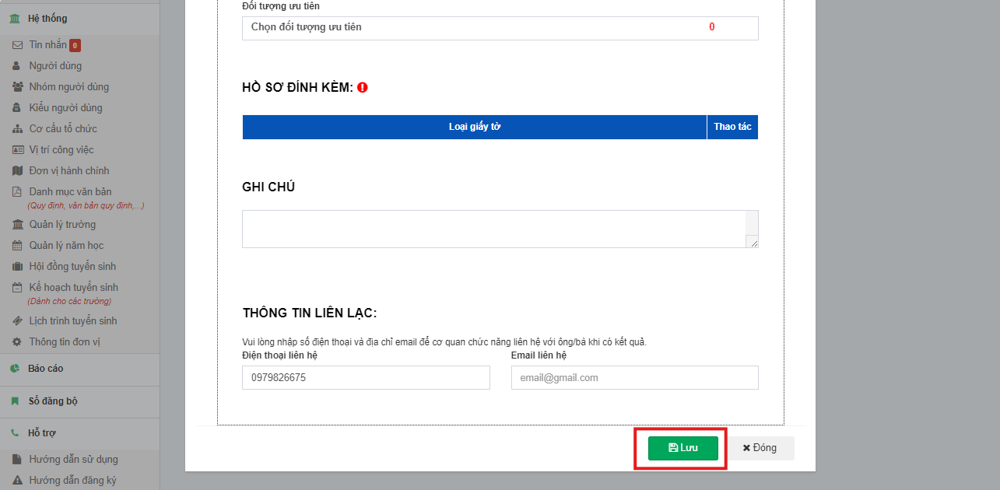 Hệ thống
Tin nhắn 0
Người dùng
Nhóm người dùng
Kiểu người dùng
Cơ cấu tổ chức
Vị trí công việc
Đơn vị hành chính
Danh mục văn bản
(Quy định, văn bản quy định,...)
Quản lý trường
Quản lý năm học
Hội đồng tuyển sinh
Kế hoạch tuyển sinh
(Dành cho các trường)
Lịch trình tuyển sinh
Thông tin đơn vị
Báo cáo
Sổ đăng bộ
Hỗ trợ
Hướng dẫn sử dụng
Hướng dẫn đăng ký
Đối tượng ưu tiên
Chọn đối tượng ưu tiên 0
HỒ SƠ ĐÍNH KÈM:
Loại giấy tờ Thao tác
GHI CHÚ
THÔNG TIN LIÊN LẠC:
Vui lòng nhập số điện thoại và địa chỉ email để cơ quan chức năng liên hệ với ông/bà khi có kết quả.
Điện thoại liên hệ Email liên hệ
0979826675 email@gmail.com
Lưu Đóng